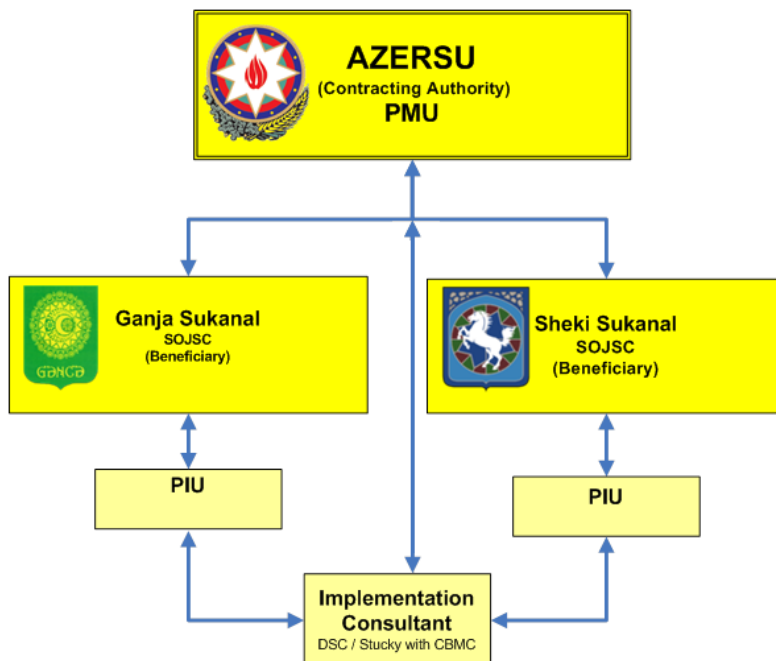 AZERSU
(Contracting Authority)
PMU
Ganja Sukanal
SOJSC
(Beneficiary)
GƏNCƏ
Sheki Sukanal
SOJSC
(Beneficiary)
PIU
PIU
Implementation
Consultant
DSC / Stucky with CBMC